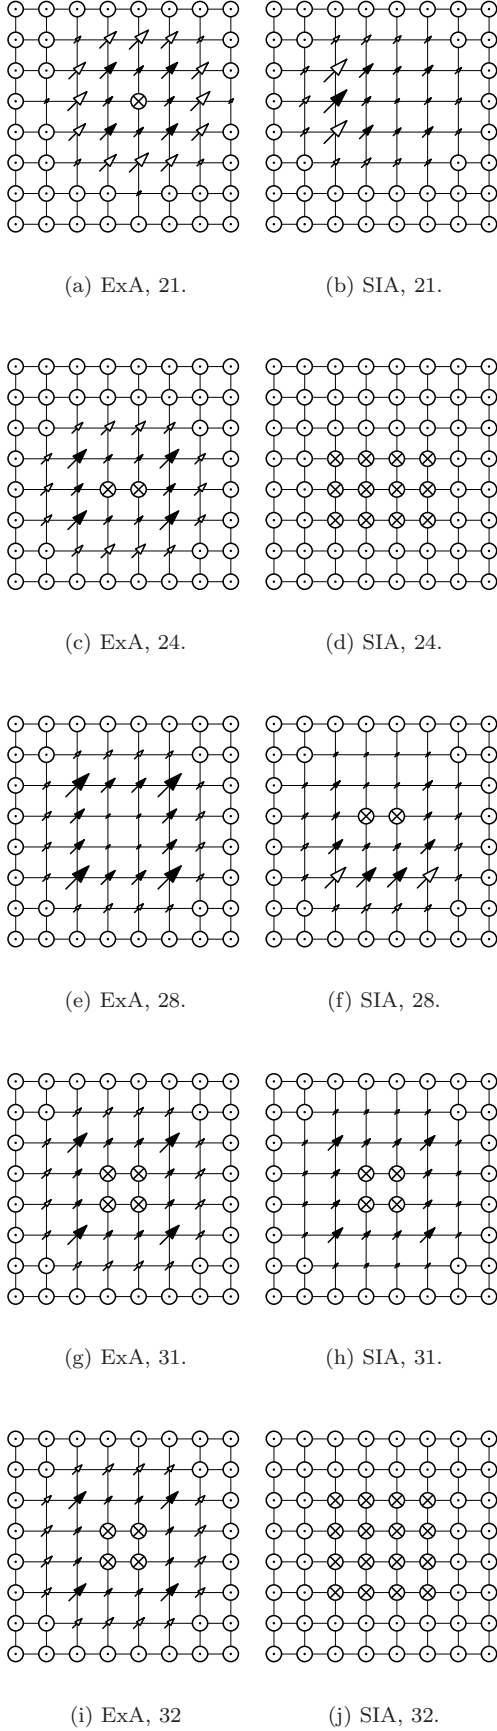 (a) ExA, 21.
(b) SIA, 21.
(c) ExA, 24.
(d) SIA, 24.
(e) ExA, 28.
(f) SIA, 28.
(g) ExA, 31.
(h) SIA, 31.
(i) ExA, 32
(j) SIA, 32.